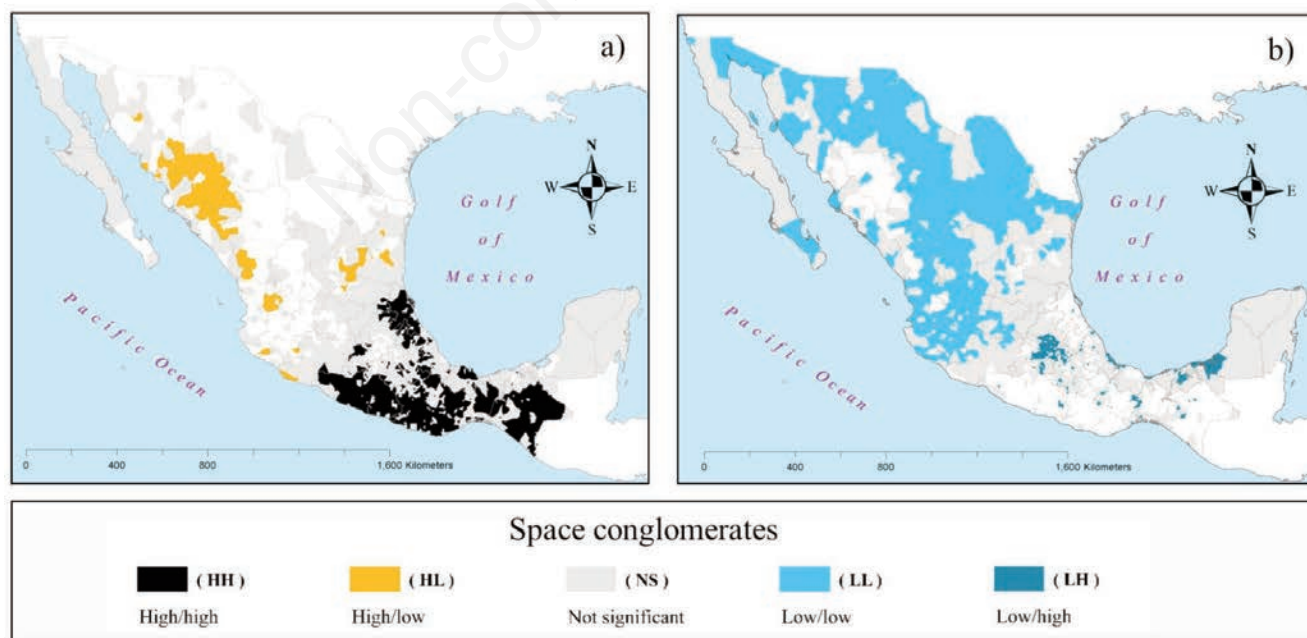 Non-co
a)
N
W E
S
Golf
of
Mexico
Pacific Ocean
0 400 800 1,600 Kilometers
b)
N
W E
S
Golf
of
Mexico
Pacific Ocean
0 400 800 1,600 Kilometers
Space conglomerates
( HH ) ( HL ) ( NS ) ( LL ) ( LH )
High/high High/low Not significant Low/low Low/high